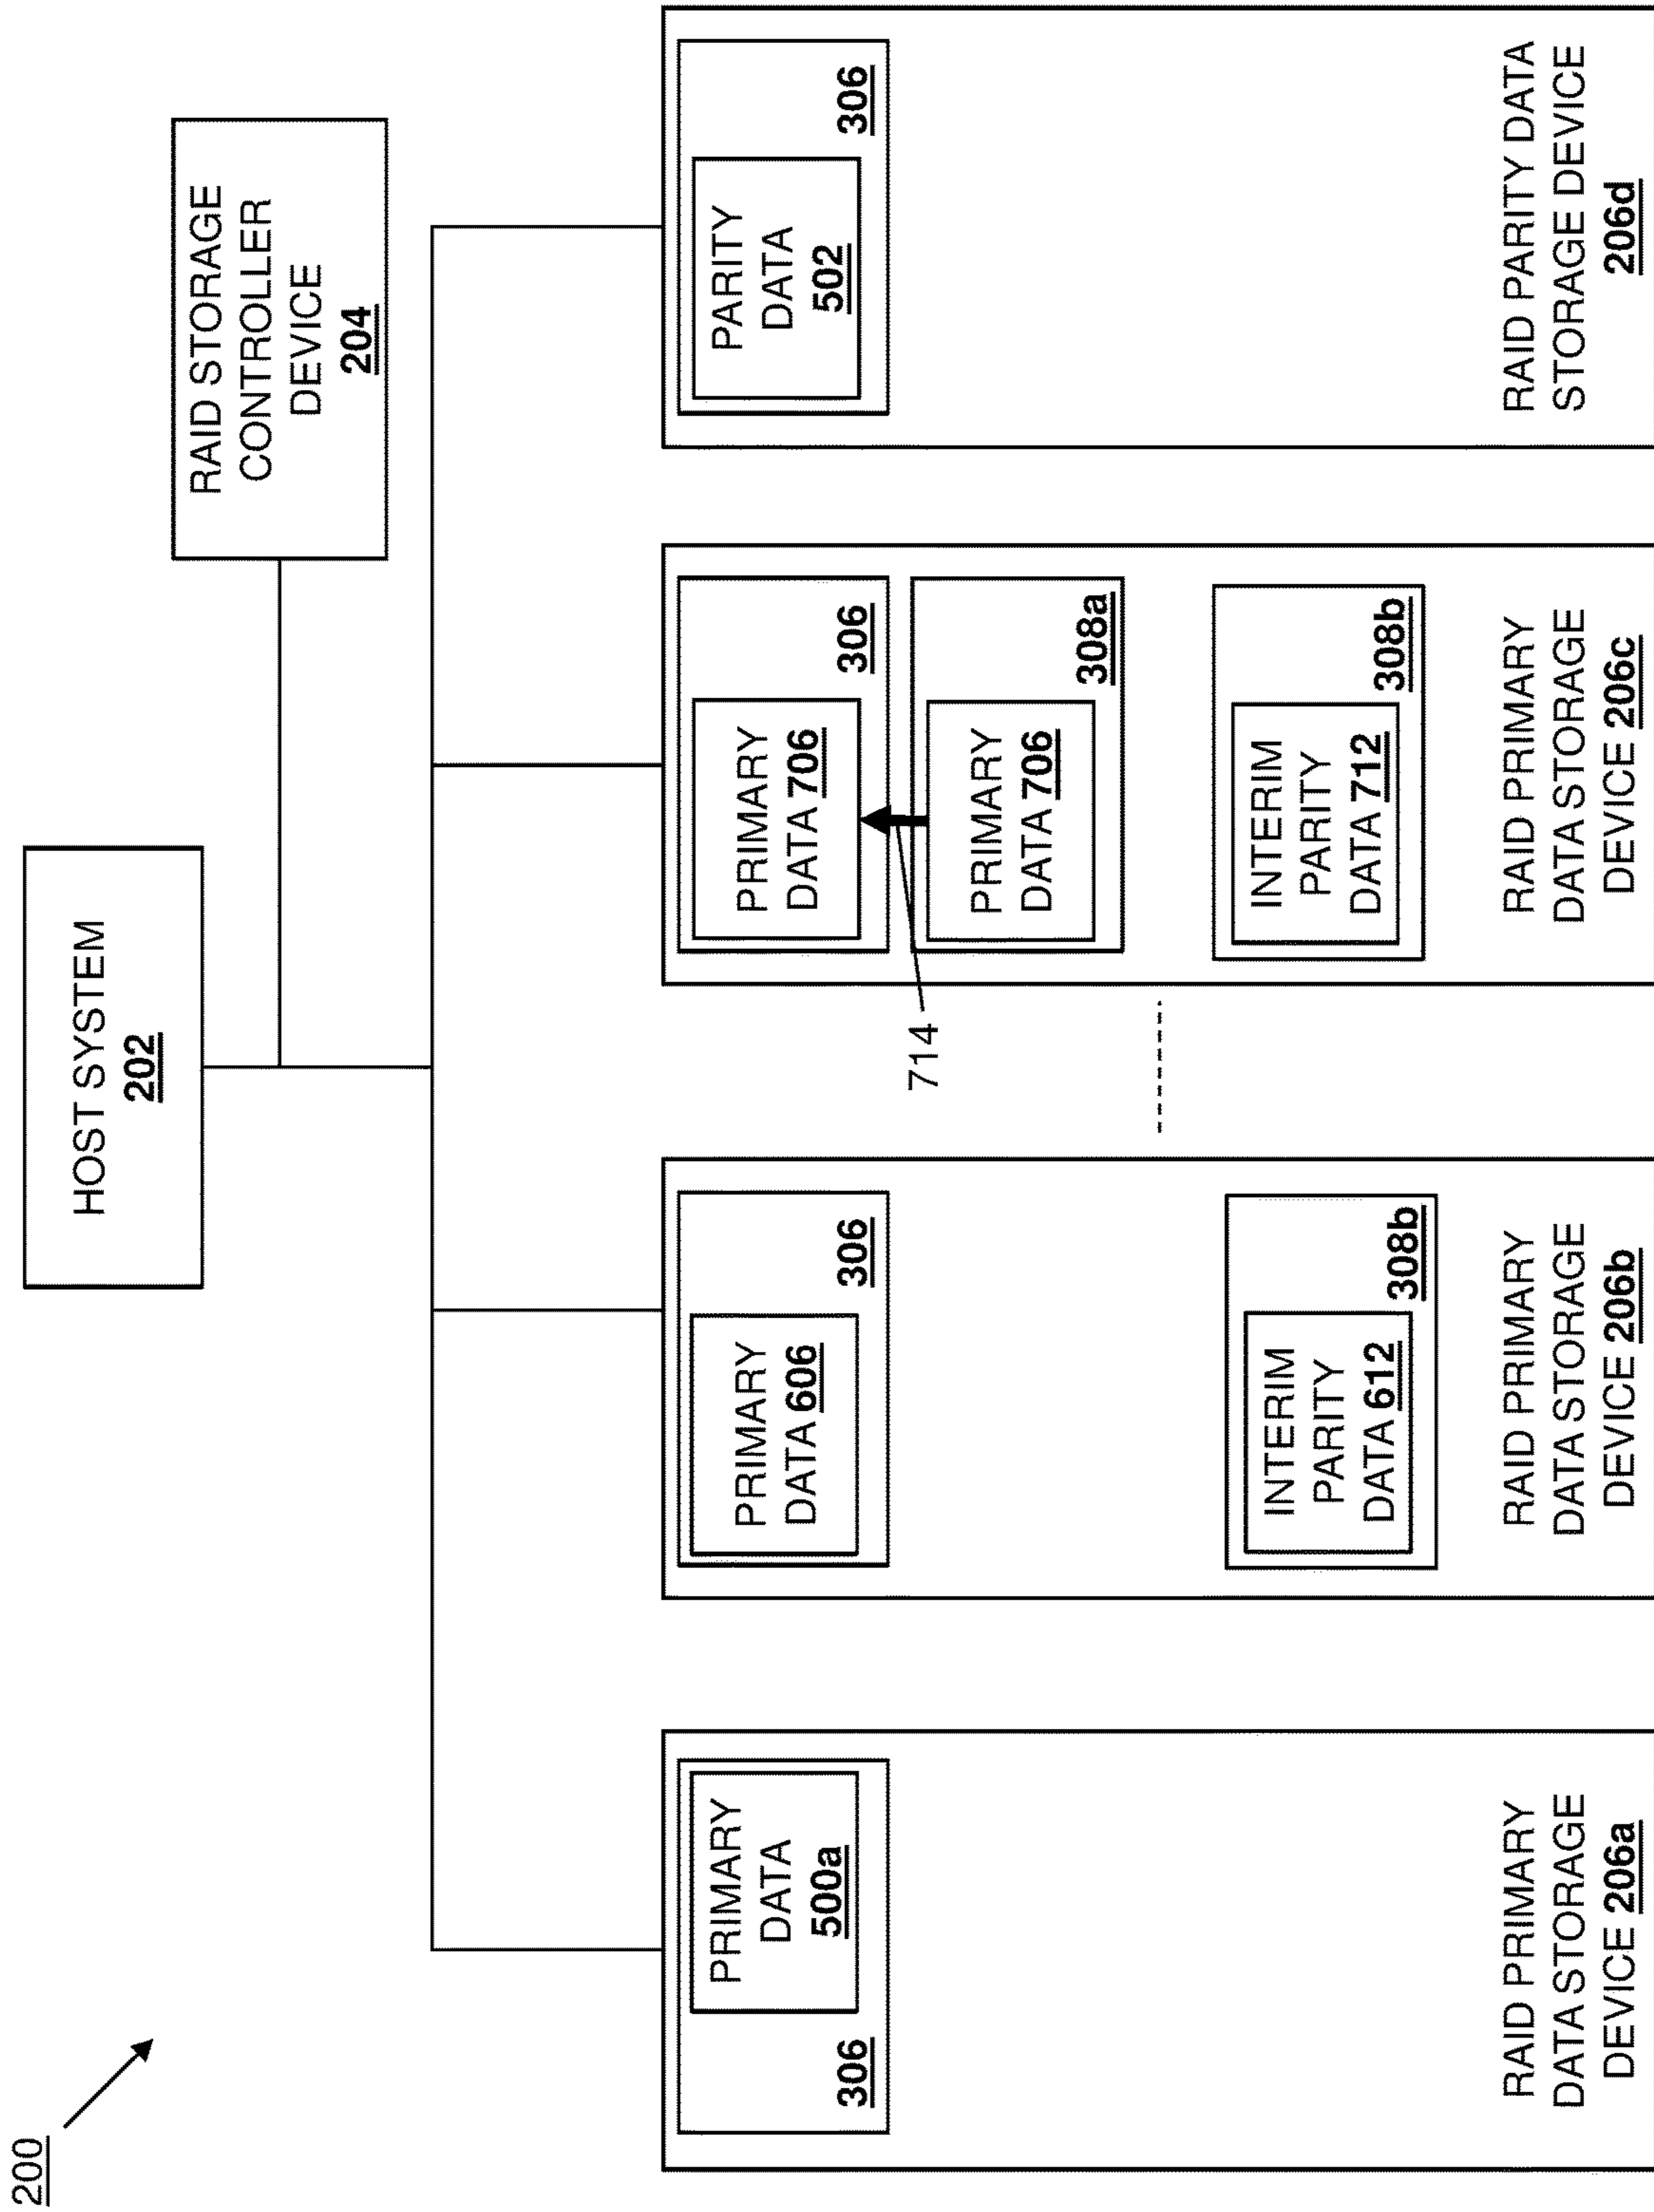 200
HOST SYSTEM
202
RAID STORAGE
CONTROLLER
DEVICE
204
PRIMARY
DATA
500a
306
RAID PRIMARY
DATA STORAGE
DEVICE 206a
PRIMARY
DATA 606
306
INTERIM
PARITY
DATA 612
308b
RAID PRIMARY
DATA STORAGE
DEVICE 206b
714
PRIMARY
DATA 706
306
PRIMARY
DATA 706
308a
INTERIM
PARITY
DATA 712
308b
RAID PRIMARY
DATA STORAGE
DEVICE 206c
PARITY
DATA
502
306
RAID PARITY DATA
STORAGE DEVICE
206d